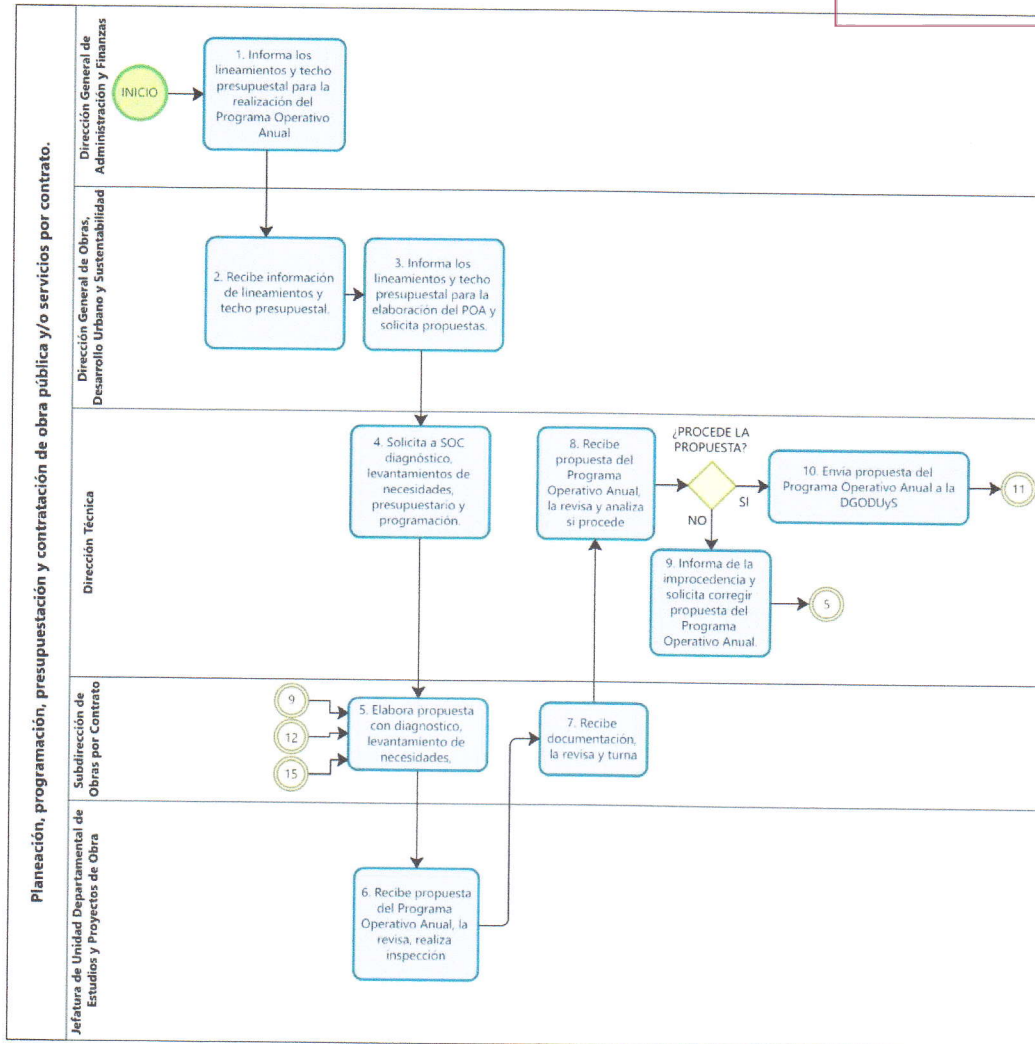 Planeación, programación, presupuestación y contratación de obra pública y/o servicios por contrato.
Dirección General de
Administración y Finanzas
INICIO
1. Informa los
lineamientos y techo
presupuestal para la
realización del
Programa Operativo
Anual
Dirección General de Obras,
Desarrollo Urbano y Sustentabilidad
2. Recibe información
de lineamientos y
techo presupuestal.
3. Informa los
lineamientos y techo
presupuestal para la
elaboración del POA y
solicita propuestas.
Dirección Técnica
4. Solicita a SOC
diagnóstico,
levantamientos de
necesidades,
presupuestario y
programación.
8. Recibe
propuesta del
Programa
Operativo Anual,
la revisa y analiza
si procede
¿PROCEDE LA
PROPUESTA?
SI
NO
10. Envía propuesta del
Programa Operativo Anual a la
DGODUyS
11
9. Informa de la
improcedencia y
solicita corregir
propuesta del
Programa
Operativo Anual.
5
Subdirección de
Obras por Contrato
9
12
15
5. Elabora propuesta
con diagnostico,
levantamiento de
necesidades,
7. Recibe
documentación,
la revisa y turna
Jefatura de Unidad Departamental de
Estudios y Proyectos de Obra
6. Recibe propuesta
del Programa
Operativo Anual, la
revisa, realiza
inspección